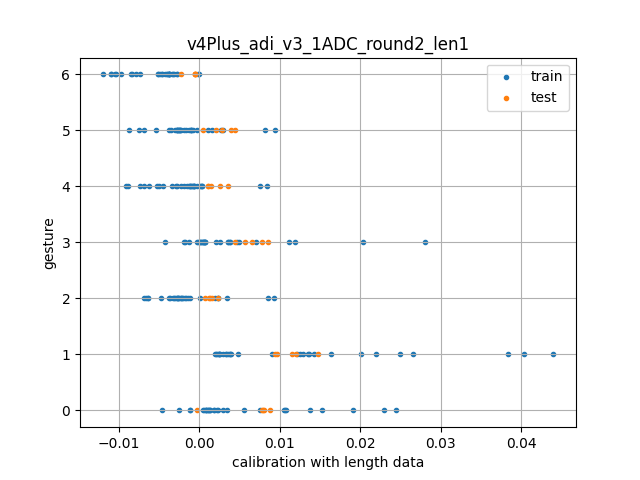 v4Plus_adi_v3_1ADC_round2_len1
train
test
6
5
4
3
2
1
0
gesture
−0.01 0.00 0.01 0.02 0.03 0.04
calibration with length data